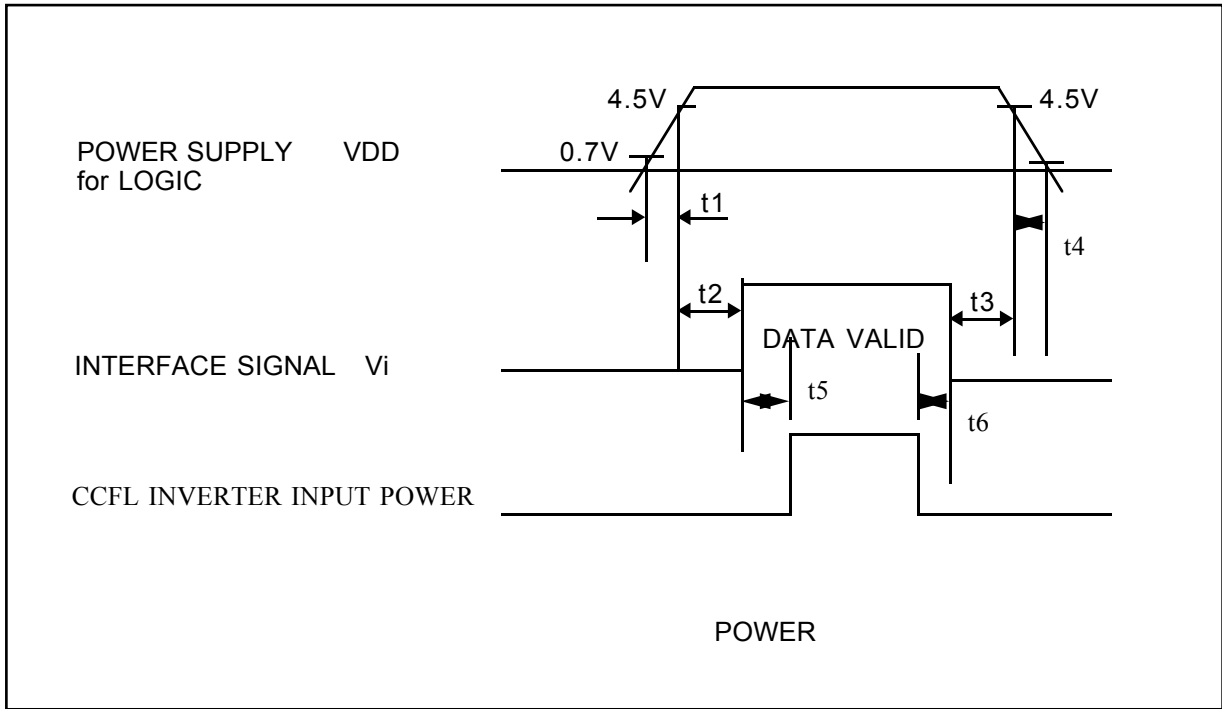 4.5V
4.5V
POWER SUPPLY VDD
for LOGIC
0.7V
t1
t4
t2
t3
DATA VALID
INTERFACE SIGNAL Vi
t5
t6
CCFL INVERTER INPUT POWER
POWER